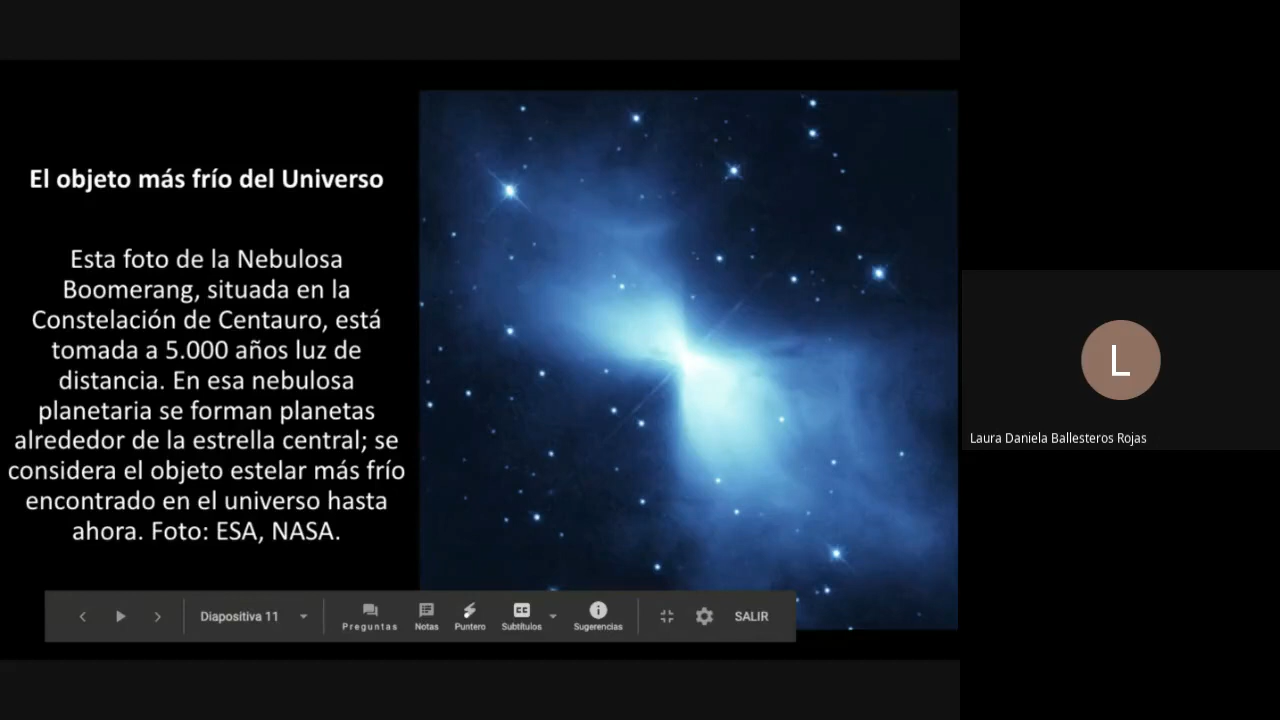 El objeto más frío del Universo
Esta foto de la Nebulosa
Boomerang, situada en la
Constelación de Centauro, está
tomada a 5.000 años luz de
distancia. En esa nebulosa
planetaria se forman planetas
alrededor de la estrella central; se
considera el objeto estelar más frío
encontrado en el universo hasta
ahora. Foto: ESA, NASA.
Diapositiva 11
Preguntas
Notas
Puntero
CC
Subtítulos
Sugerencias
SALIR
L
Laura Daniela Ballesteros Rojas